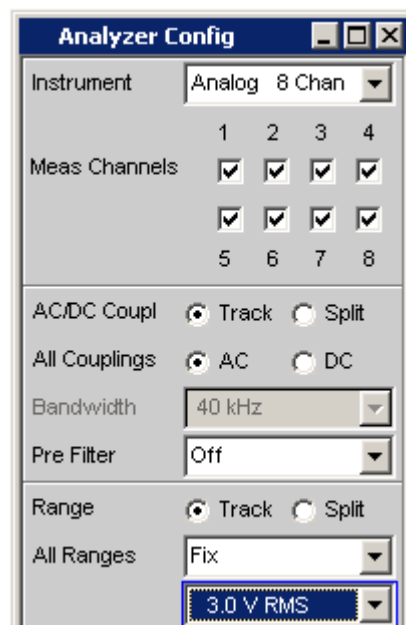 Analyzer Config
Instrument Analog 8 Chan
1 2 3 4
Meas Channels
5 6 7 8
AC/DC Coupl Track Split
All Couplings AC DC
Bandwidth 40 kHz
Pre Filter Off
Range Track Split
All Ranges Fix
3.0 V RMS